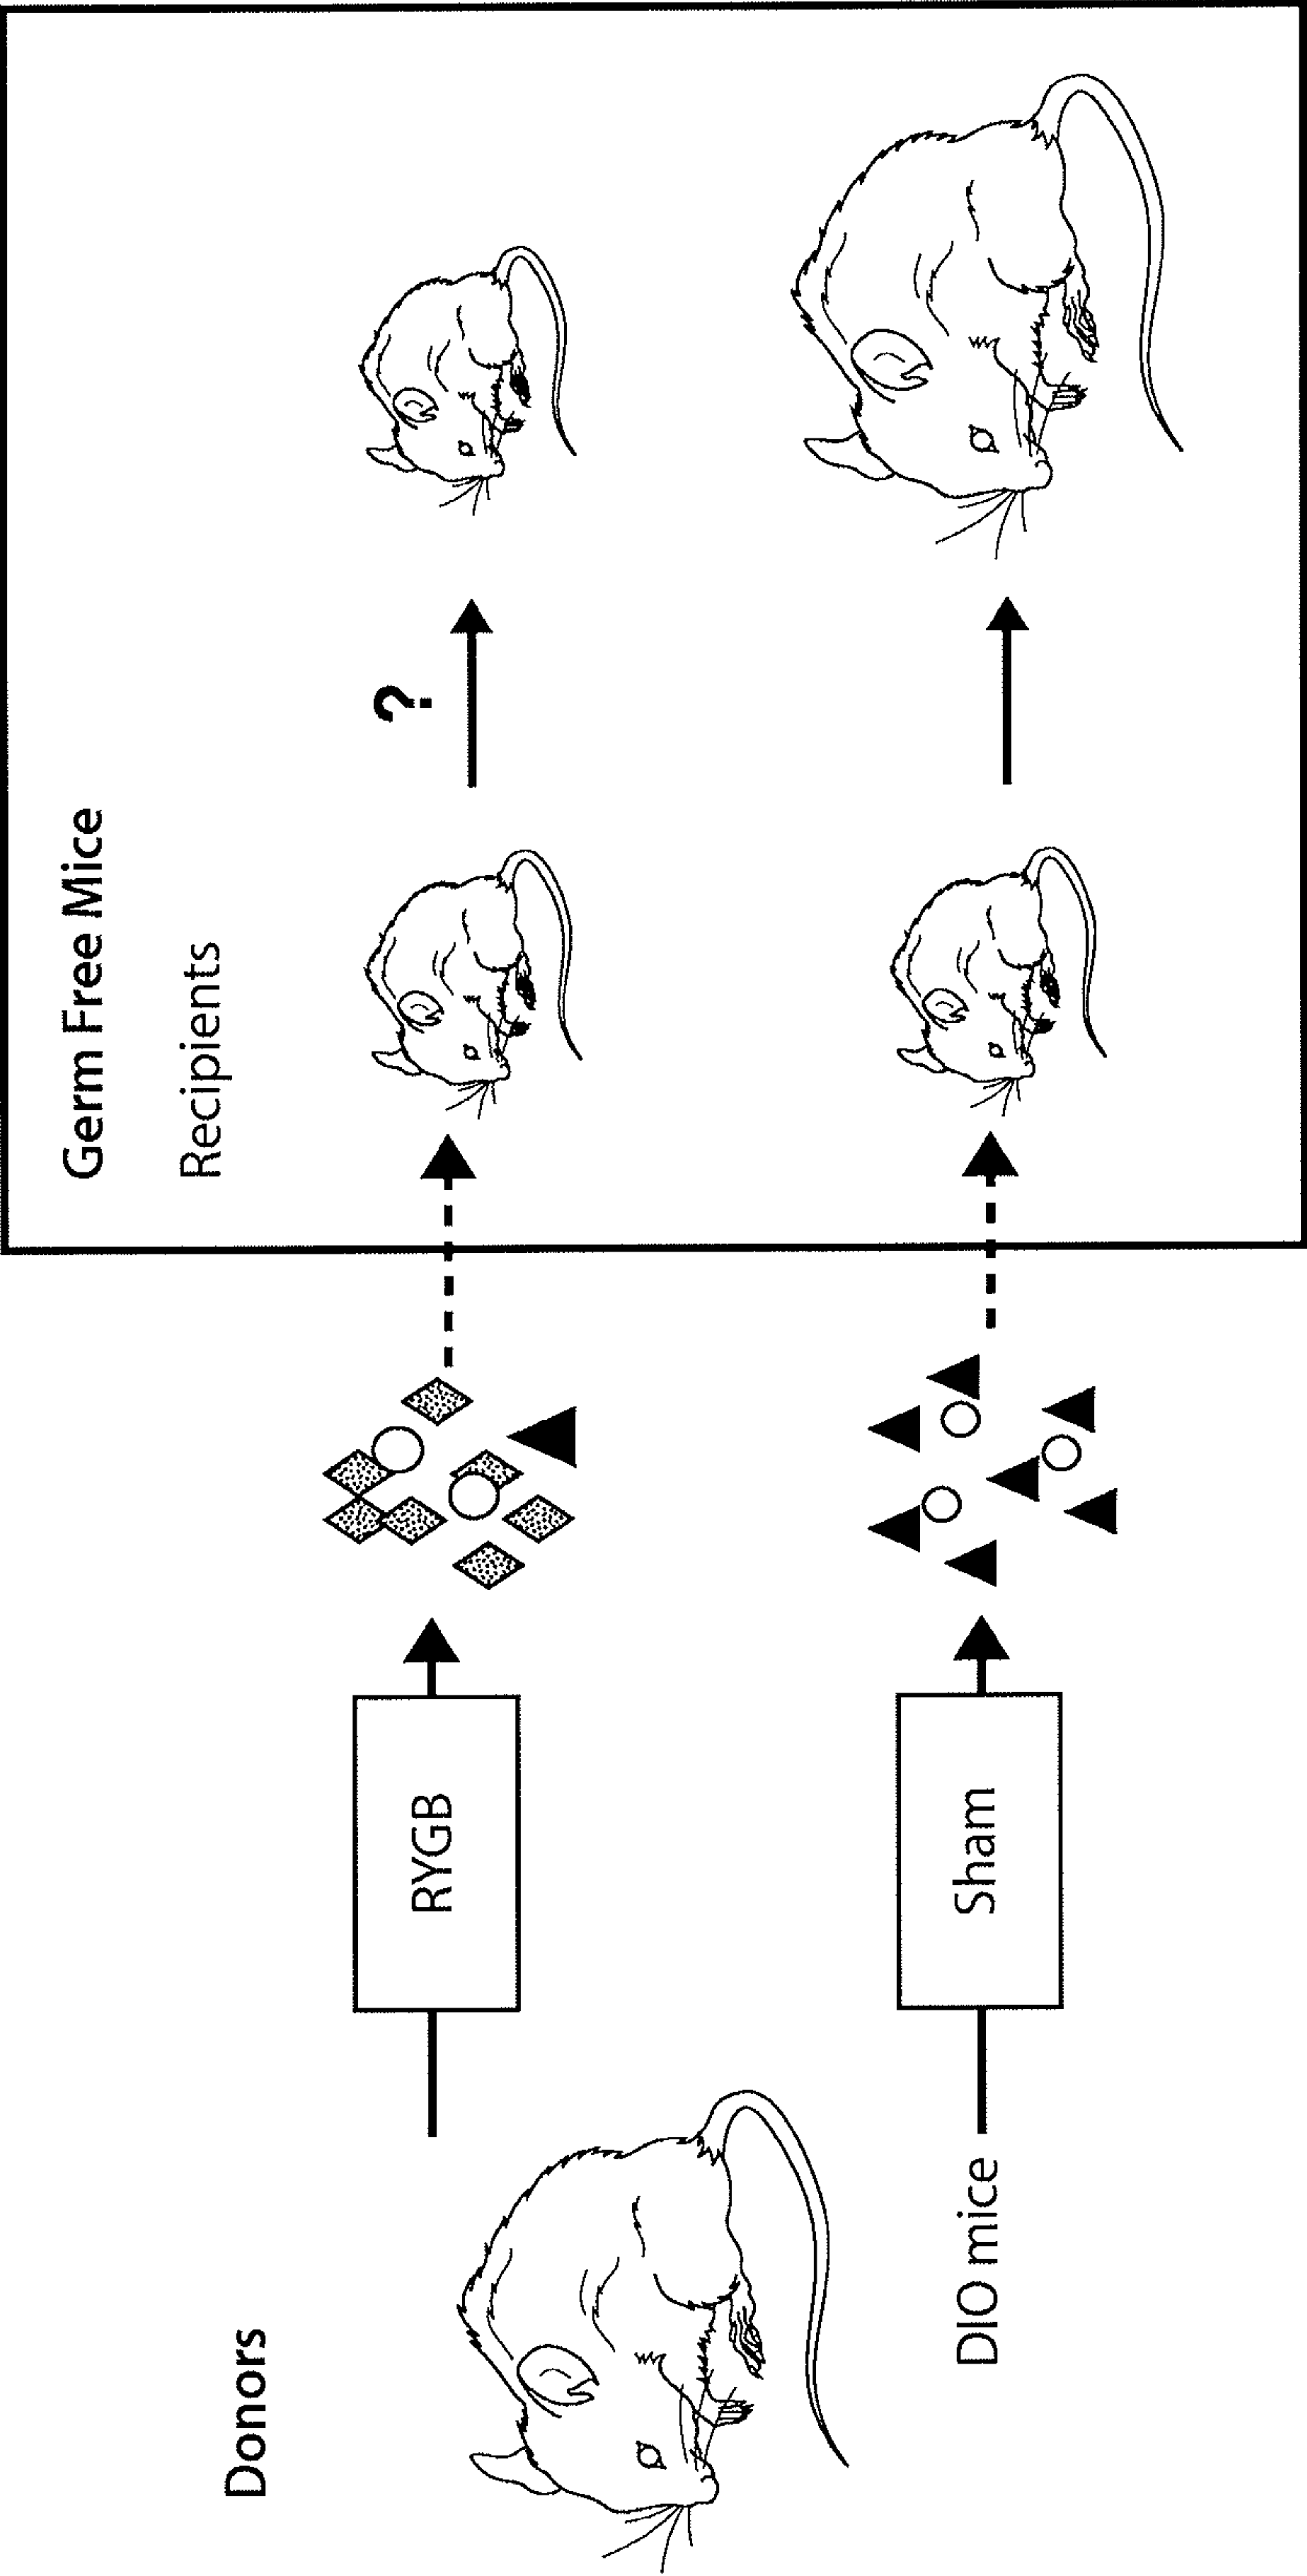 Donors
DIO mice
RYGB
Sham
Germ Free Mice
Recipients
?